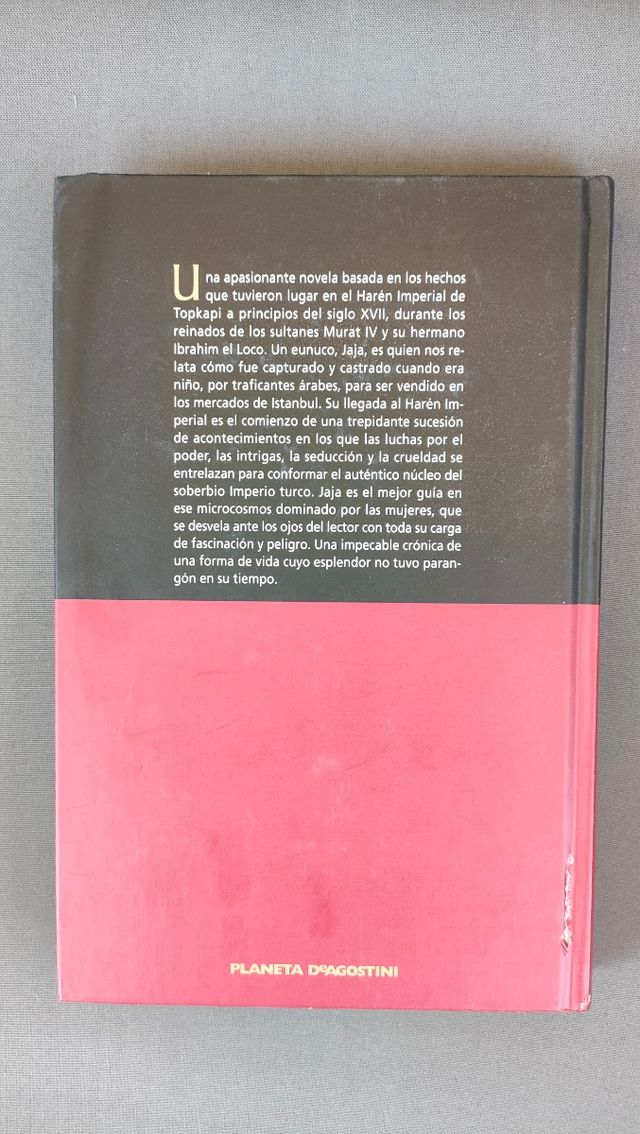 Una apasionante novela basada en los hechos
que tuvieron lugar en el Harén Imperial de
Topkapi a principios del siglo XVII, durante los
reinados de los sultanes Murat IV y su hermano
Ibrahim el Loco. Un eunuco, Jaja, es quien nos re-
lata cómo fue capturado y castrado cuando era
niño, por traficantes árabes, para ser vendido en
los mercados de Istanbul. Su llegada al Harén Im-
perial es el comienzo de una trepidante sucesión
de acontecimientos en los que las luchas por el
poder, las intrigas, la seducción y la crueldad se
entrelazan para conformar el auténtico núcleo del
soberbio Imperio turco. Jaja es el mejor guía en
ese microcosmos dominado por las mujeres, que
se desvela ante los ojos del lector con toda su carga
de fascinación y peligro. Una impecable crónica de
una forma de vida cuyo esplendor no tuvo paran-
gón en su tiempo.
PLANETA DeAGOSTINI